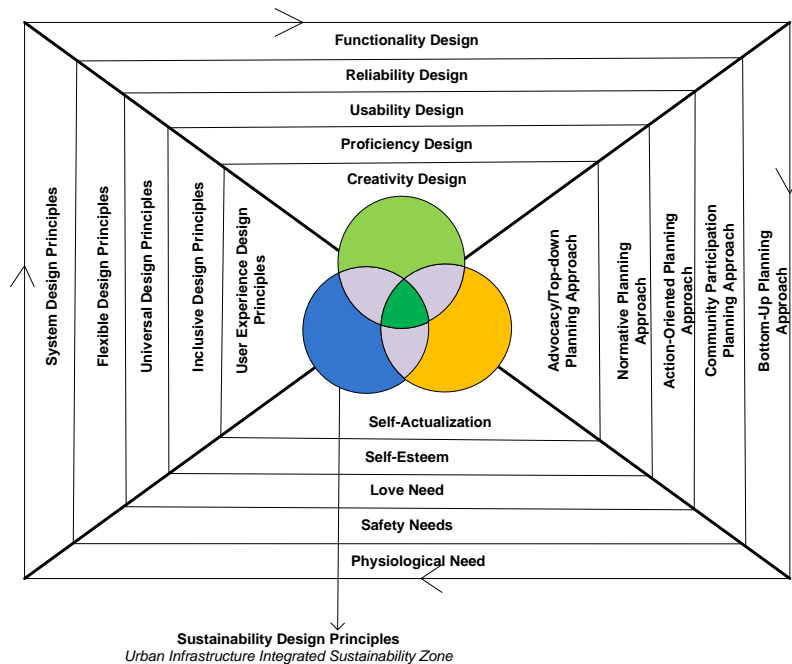 Functionality Design
Reliability Design
Usability Design
Proficiency Design
Creativity Design
System Design Principles
Flexible Design Principles
Universal Design Principles
Inclusive Design Principles
User Experience Design
Principles
Advocacy/Top-down
Planning Approach
Normative Planning
Approach
Action-Oriented Planning
Approach
Community Participation
Planning Approach
Bottom-Up Planning
Approach
Self-Actualization
Self-Esteem
Love Need
Safety Needs
Physiological Need
Sustainability Design Principles
Urban Infrastructure Integrated Sustainability Zone